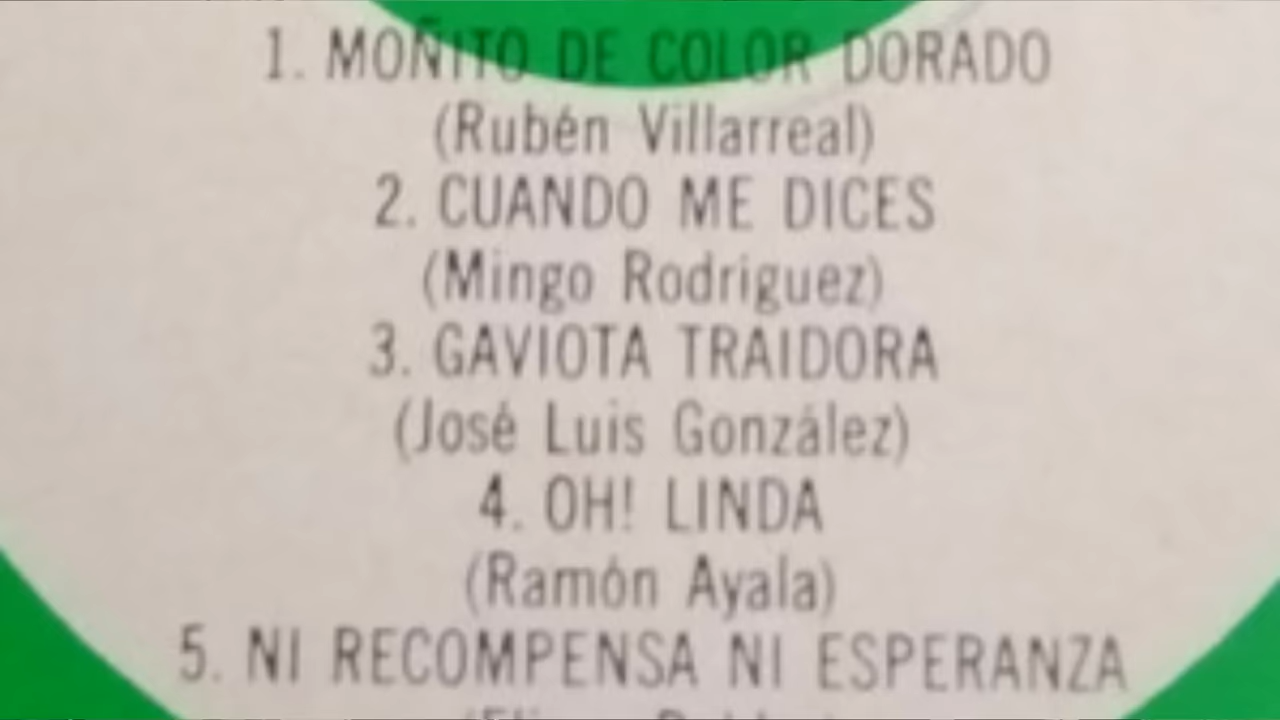 1. MOÑITO DE COLOR DORADO
(Rubén Villarreal)
2. CUANDO ME DICES
(Mingo Rodriguez)
3. GAVIOTA TRAIDORA
(José Luis González)
4. OH! LINDA
(Ramón Ayala)
5. NI RECOMPENSA NI ESPERANZA